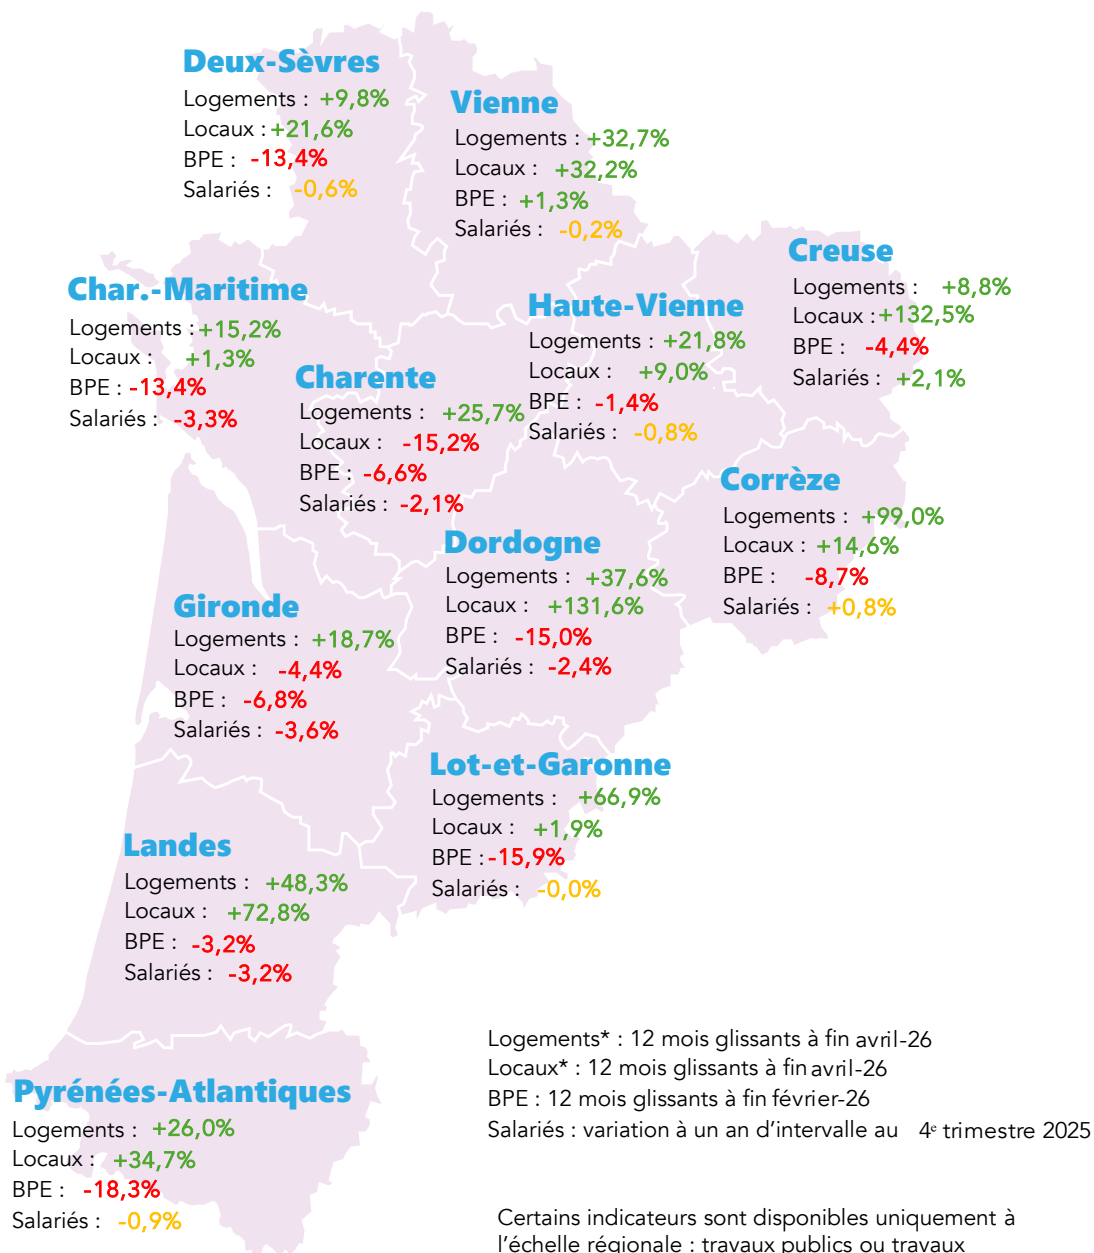 Deux-Sèvres
Logements : +9,8%
Locaux : +21,6%
BPE : -13,4%
Salariés : -0,6%
Vienne
Logements : +32,7%
Locaux : +32,2%
BPE : +1,3%
Salariés : -0,2%
Creuse
Logements : +8,8%
Locaux : +132,5%
BPE : -4,4%
Salariés : +2,1%
Char.-Maritime
Logements : +15,2%
Locaux : +1,3%
BPE : -13,4%
Salariés : -3,3%
Haute-Vienne
Logements : +21,8%
Locaux : +9,0%
BPE : -1,4%
Salariés : -0,8%
Charente
Logements : +25,7%
Locaux : -15,2%
BPE : -6,6%
Salariés : -2,1%
Corrèze
Logements : +99,0%
Locaux : +14,6%
BPE : -8,7%
Salariés : +0,8%
Dordogne
Logements : +37,6%
Locaux : +131,6%
BPE : -15,0%
Salariés : -2,4%
Gironde
Logements : +18,7%
Locaux : -4,4%
BPE : -6,8%
Salariés : -3,6%
Lot-et-Garonne
Logements : +66,9%
Locaux : +1,9%
BPE : -15,9%
Salariés : -0,0%
Landes
Logements : +48,3%
Locaux : +72,8%
BPE : -3,2%
Salariés : -3,2%
Pyrénées-Atlantiques
Logements : +26,0%
Locaux : +34,7%
BPE : -18,3%
Salariés : -0,9%
Logements* : 12 mois glissants à fin avril-26
Locaux* : 12 mois glissants à fin avril-26
BPE : 12 mois glissants à fin février-26
Salariés : variation à un an d'intervalle au 4e trimestre 2025
Certains indicateurs sont disponibles uniquement à
l'échelle régionale : travaux publics ou travaux